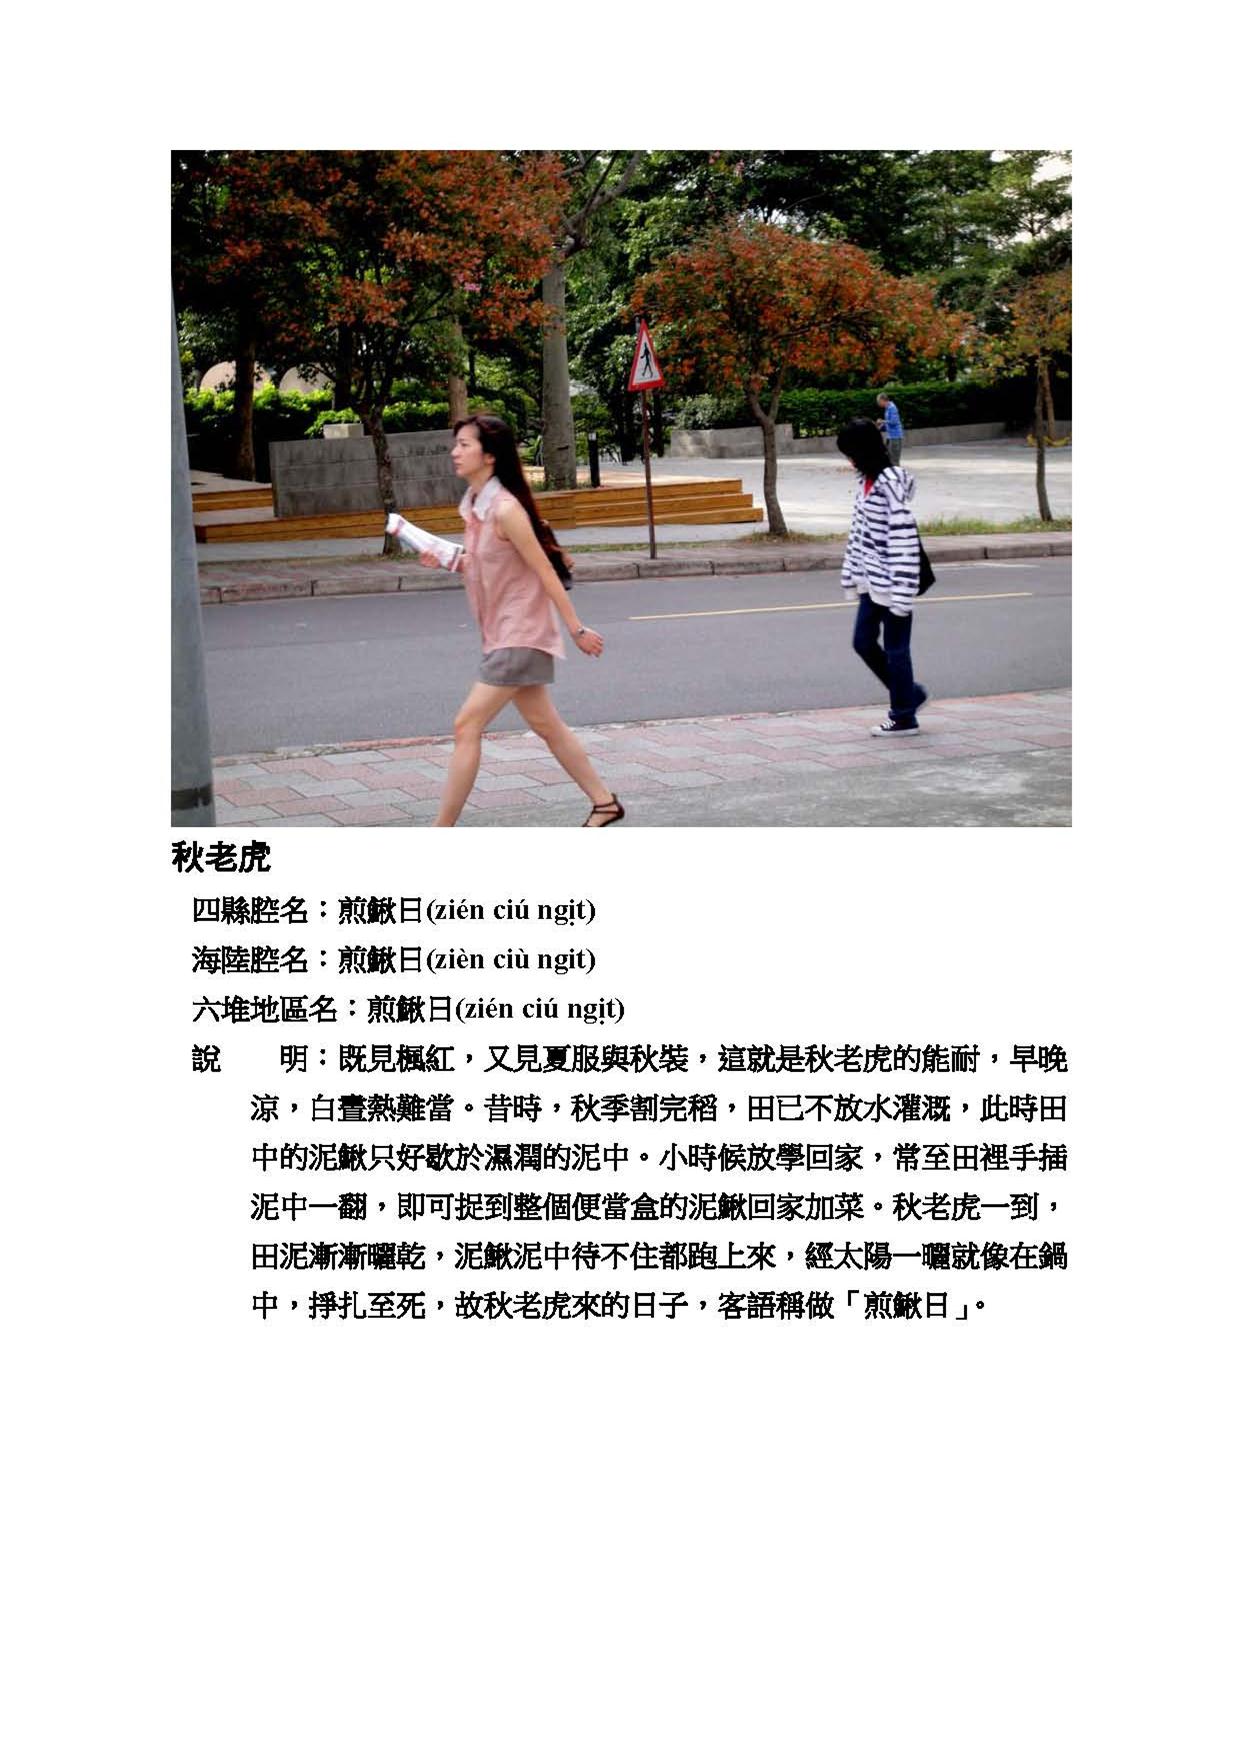 秋老虎
四縣腔名：煎鰍日(zién ciú ngi̍t)
海陸腔名：煎鰍日(zièn ciù ngit)
六堆地區名：煎鰍日(zién ciú ngi̍t)
說　　明：既見楓紅，又見夏服與秋裝，這就是秋老虎的能耐，早晚
涼，白晝熱難當。昔時，秋季割完稻，田已不放水灌溉，此時田
中的泥鰍只好歇於濕潤的泥中。小時候放學回家，常至田裡手插
泥中一翻，即可捉到整個便當盒的泥鰍回家加菜。秋老虎一到，
田泥漸漸曬乾，泥鰍泥中待不住都跑上來，經太陽一曬就像在鍋
中，掙扎至死，故秋老虎來的日子，客語稱做「煎鰍日」。